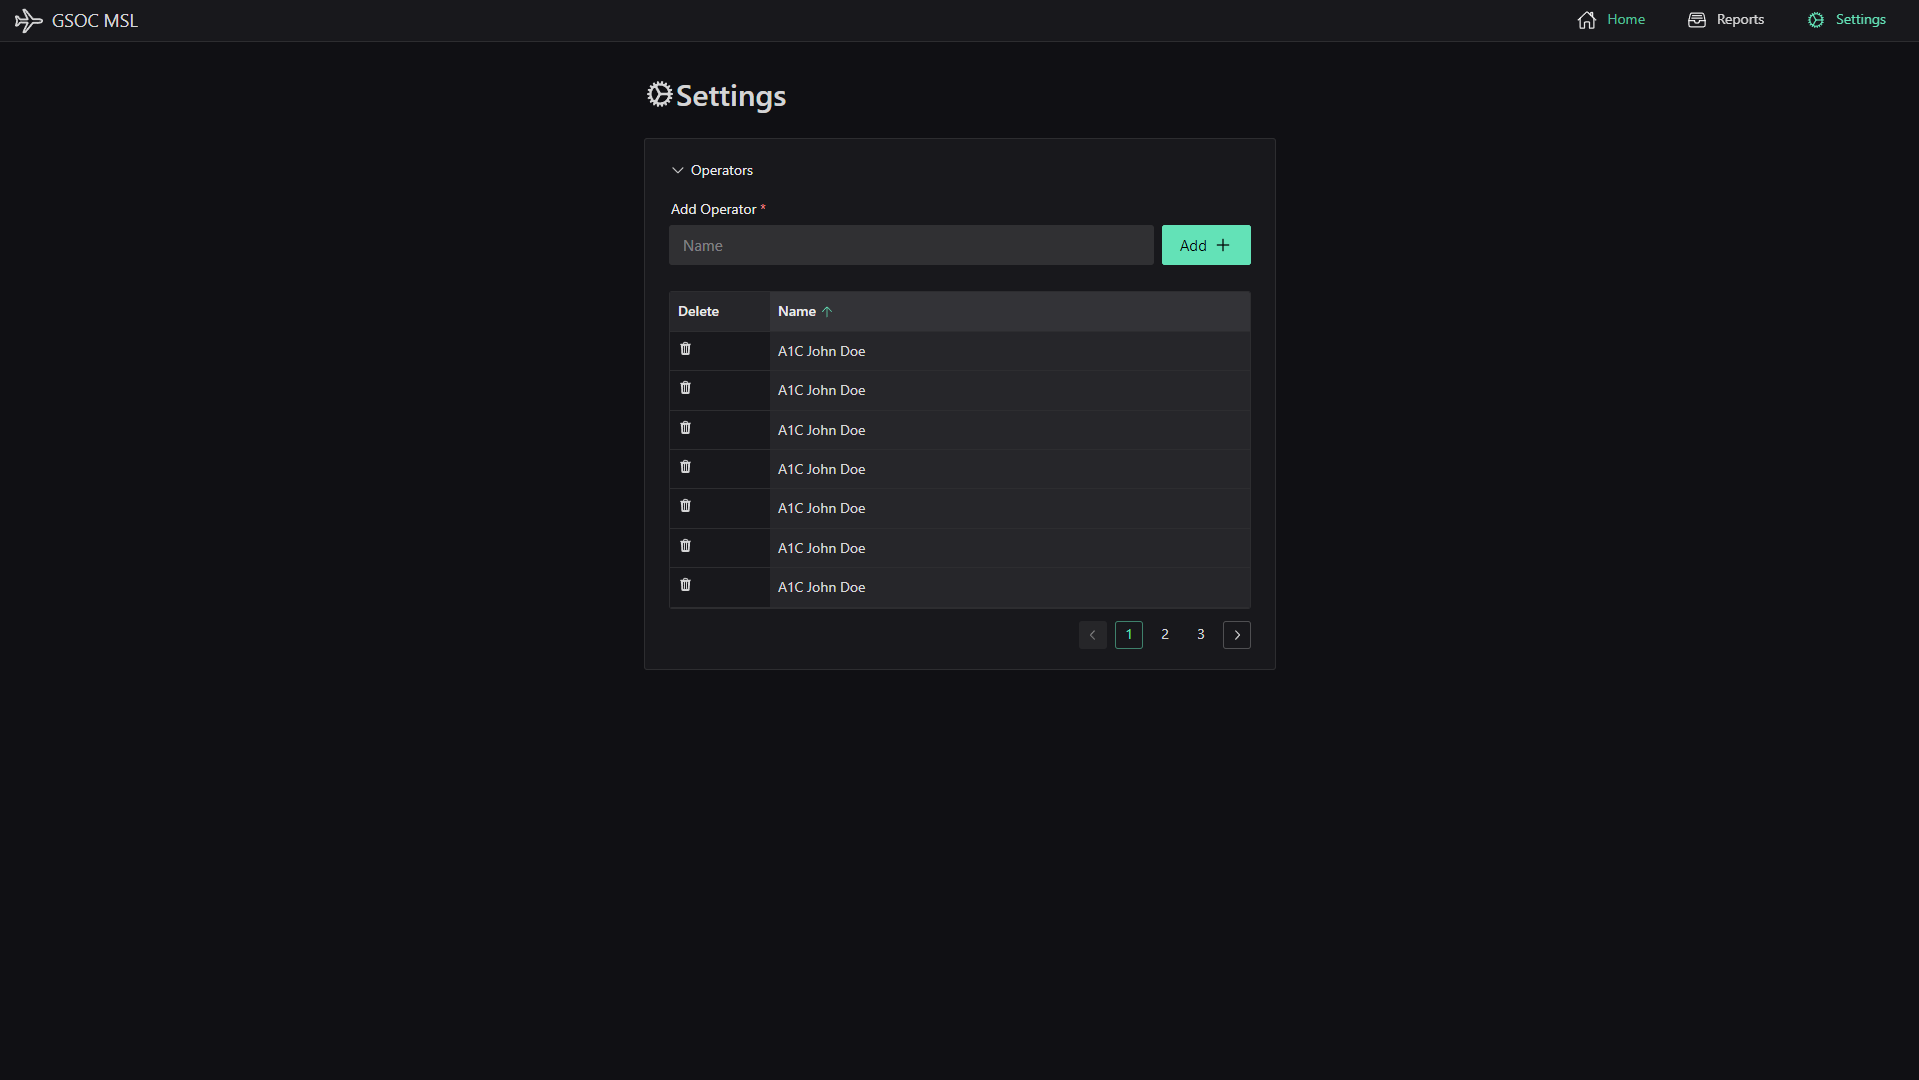 GSOC MSL
Home
Reports
Settings
Settings
Operators
Add Operator *
Name
Add +
Delete
Name
A1C John Doe
A1C John Doe
A1C John Doe
A1C John Doe
A1C John Doe
A1C John Doe
A1C John Doe
1 2 3